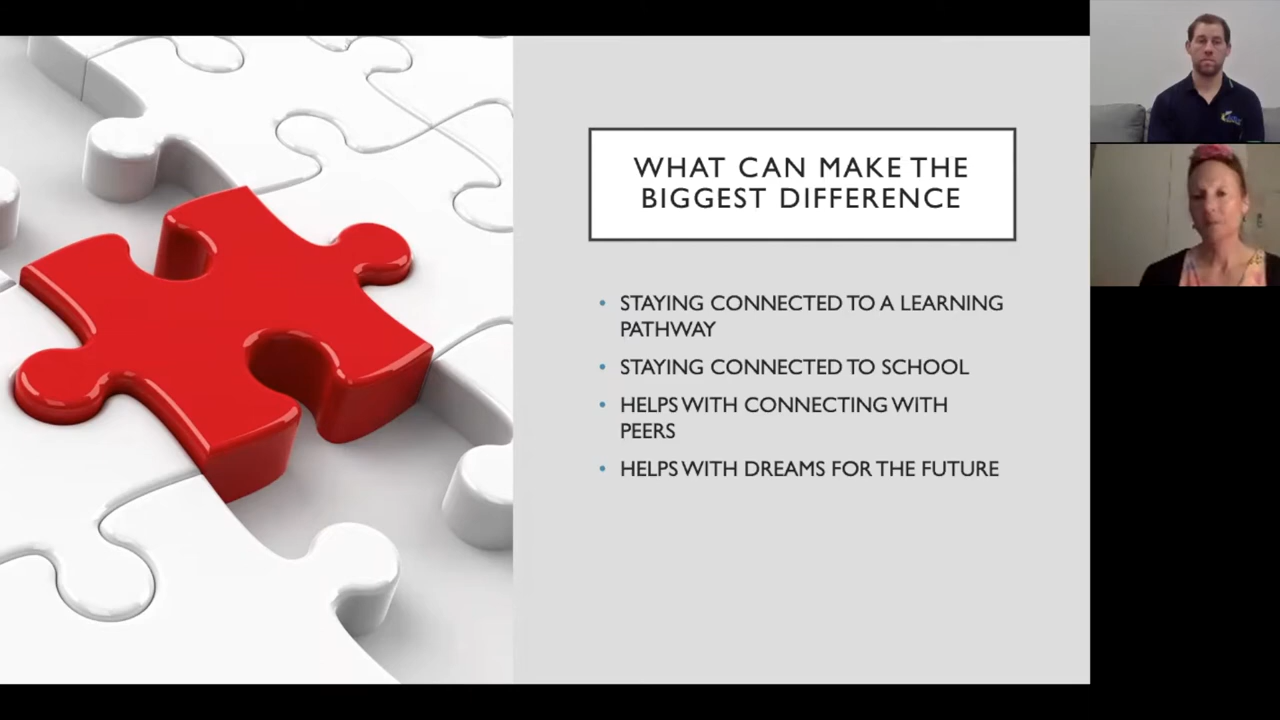 WHAT CAN MAKE THE
BIGGEST DIFFERENCE
• STAYING CONNECTED TO A LEARNING
PATHWAY
• STAYING CONNECTED TO SCHOOL
• HELPS WITH CONNECTING WITH
PEERS
• HELPS WITH DREAMS FOR THE FUTURE